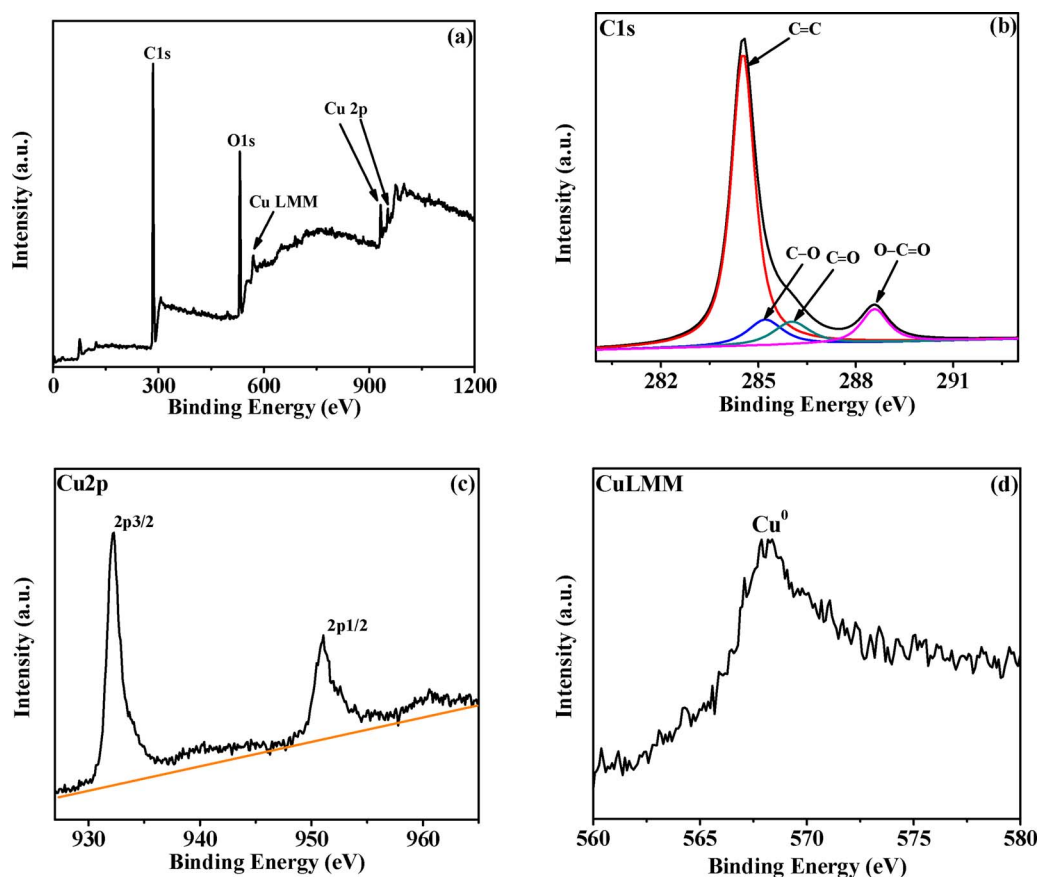 (a)
C1s
O1s
Cu LMM
Cu 2p
Intensity (a.u.)
0 300 600 900 1200
Binding Energy (eV)
C1s
(b)
C=C
C−O
C=O
O−C=O
Intensity (a.u.)
282 285 288 291
Binding Energy (eV)
Cu2p
(c)
2p3/2
2p1/2
Intensity (a.u.)
930 940 950 960
Binding Energy (eV)
CuLMM
(d)
Cu⁰
Intensity (a.u.)
560 565 570 575 580
Binding Energy (eV)